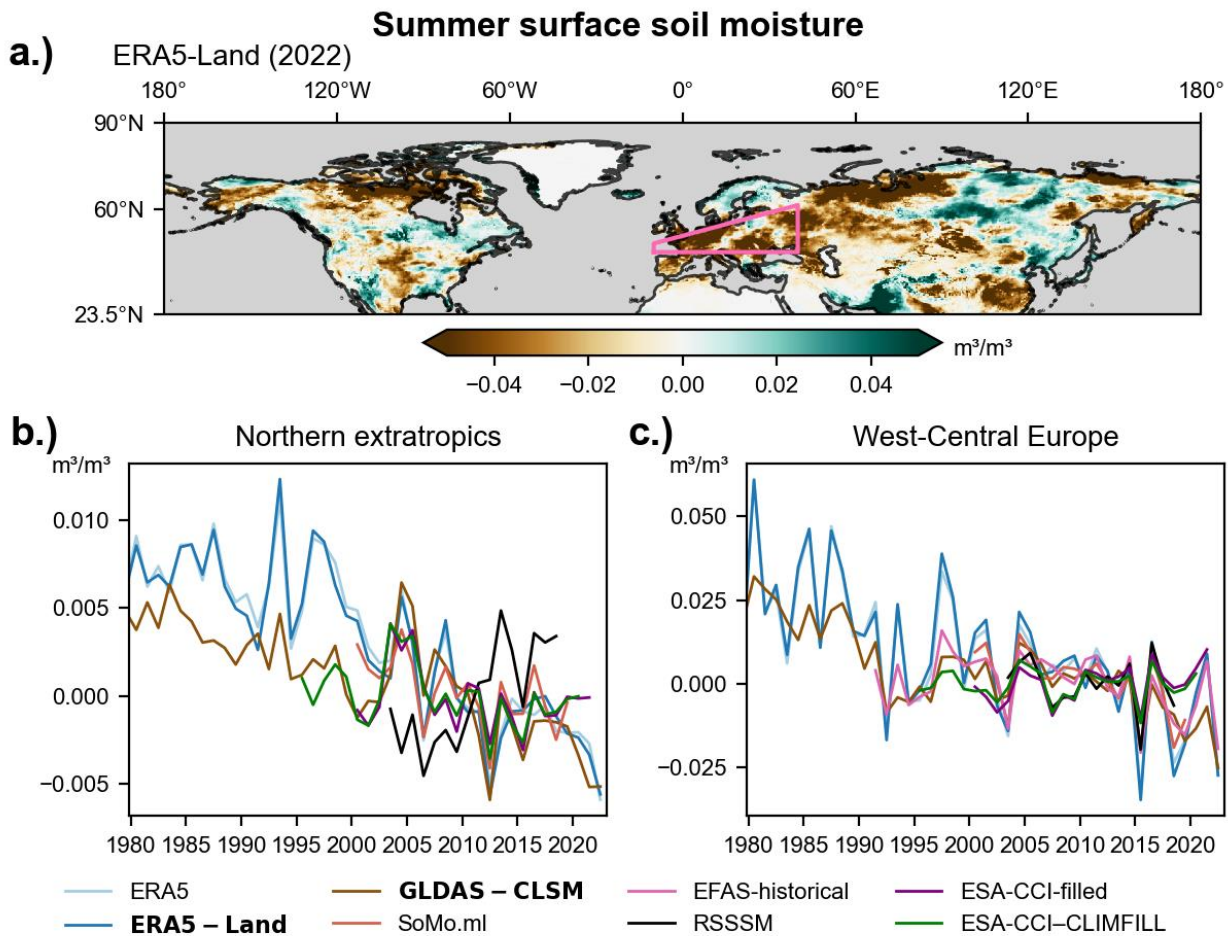 Summer surface soil moisture
a.) ERA5-Land (2022)
180° 120°W 60°W 0° 60°E 120°E 180°
90°N
60°N
23.5°N
m³/m³
−0.04 −0.02 0.00 0.02 0.04
b.) Northern extratropics
m³/m³
0.010
0.005
0.000
−0.005
1980 1985 1990 1995 2000 2005 2010 2015 2020
c.) West-Central Europe
m³/m³
0.050
0.025
0.000
−0.025
1980 1985 1990 1995 2000 2005 2010 2015 2020
ERA5 GLDAS − CLSM EFAS-historical ESA-CCI-filled
ERA5 − Land SoMo.ml RSSSM ESA-CCI–CLIMFILL